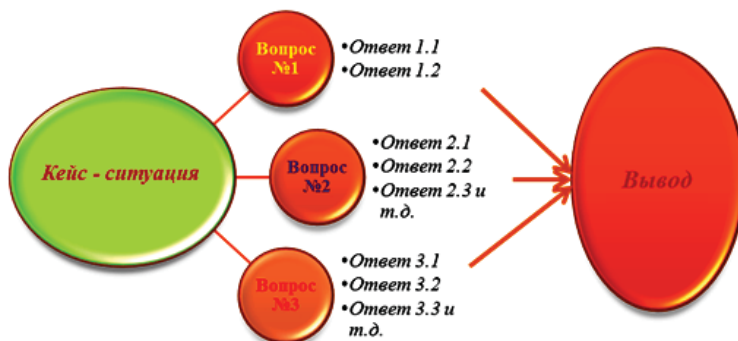 Кейс - ситуация
Вопрос
№1
•Ответ 1.1
•Ответ 1.2
Вопрос
№2
•Ответ 2.1
•Ответ 2.2
•Ответ 2.3 и
т.д.
Вопрос
№3
•Ответ 3.1
•Ответ 3.2
•Ответ 3.3 и
т.д.
Вывод